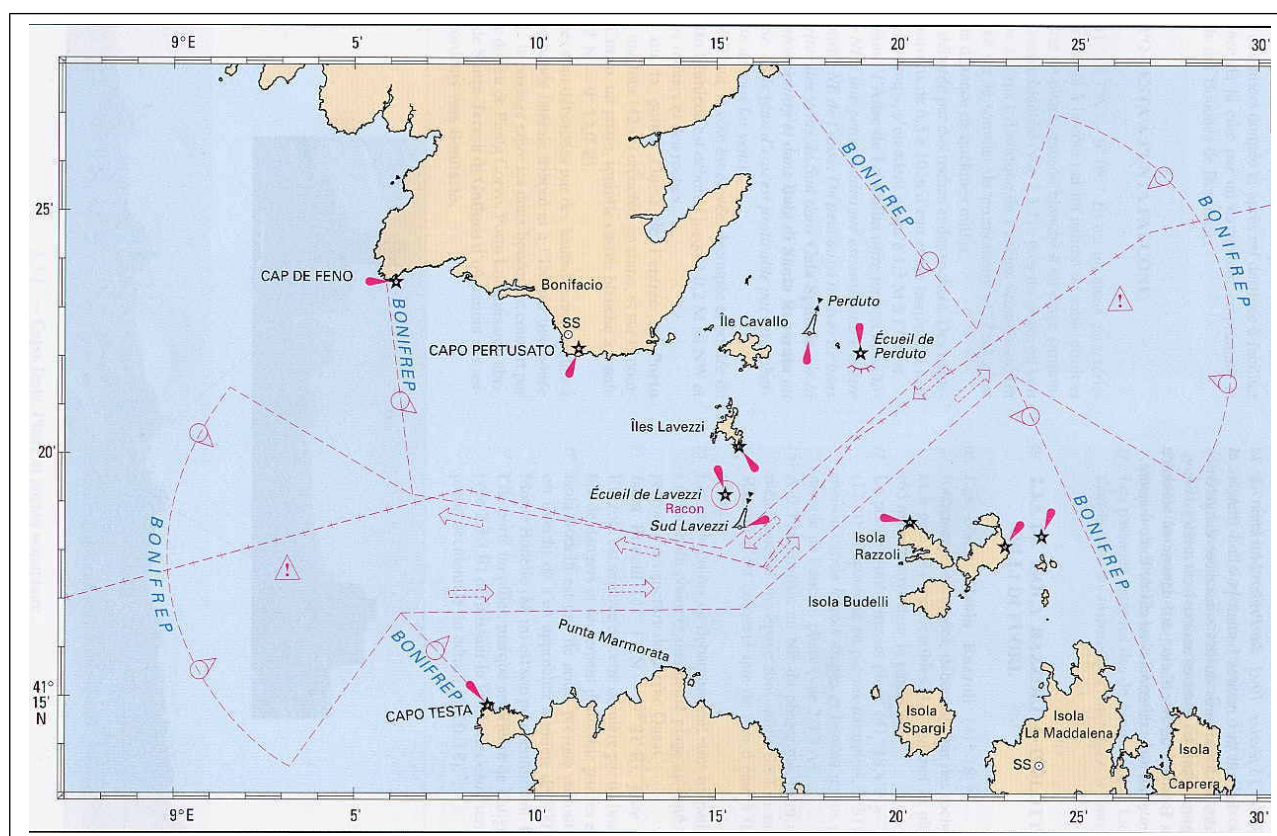 9°E
5'
10'
15'
20'
25'
30'
25'
20'
41°
15'
N
BONIFREP
BONIFREP
CAP DE FENO
Bonifacio
SS
CAPO PERTUSATO
BONIFREP
Île Cavallo
Perduto
Écueil de
Perduto
!
Îles Lavezzi
Écueil de Lavezzi
Racon
Sud Lavezzi
BONIFREP
!
Isola
Razzoli
Isola Budelli
BONIFREP
Punta Marmorata
BONIFREP
CAPO TESTA
Isola
Spargi
Isola
La Maddalena
SS
Isola
Caprera
9°E
5'
10'
15'
20'
25'
30'